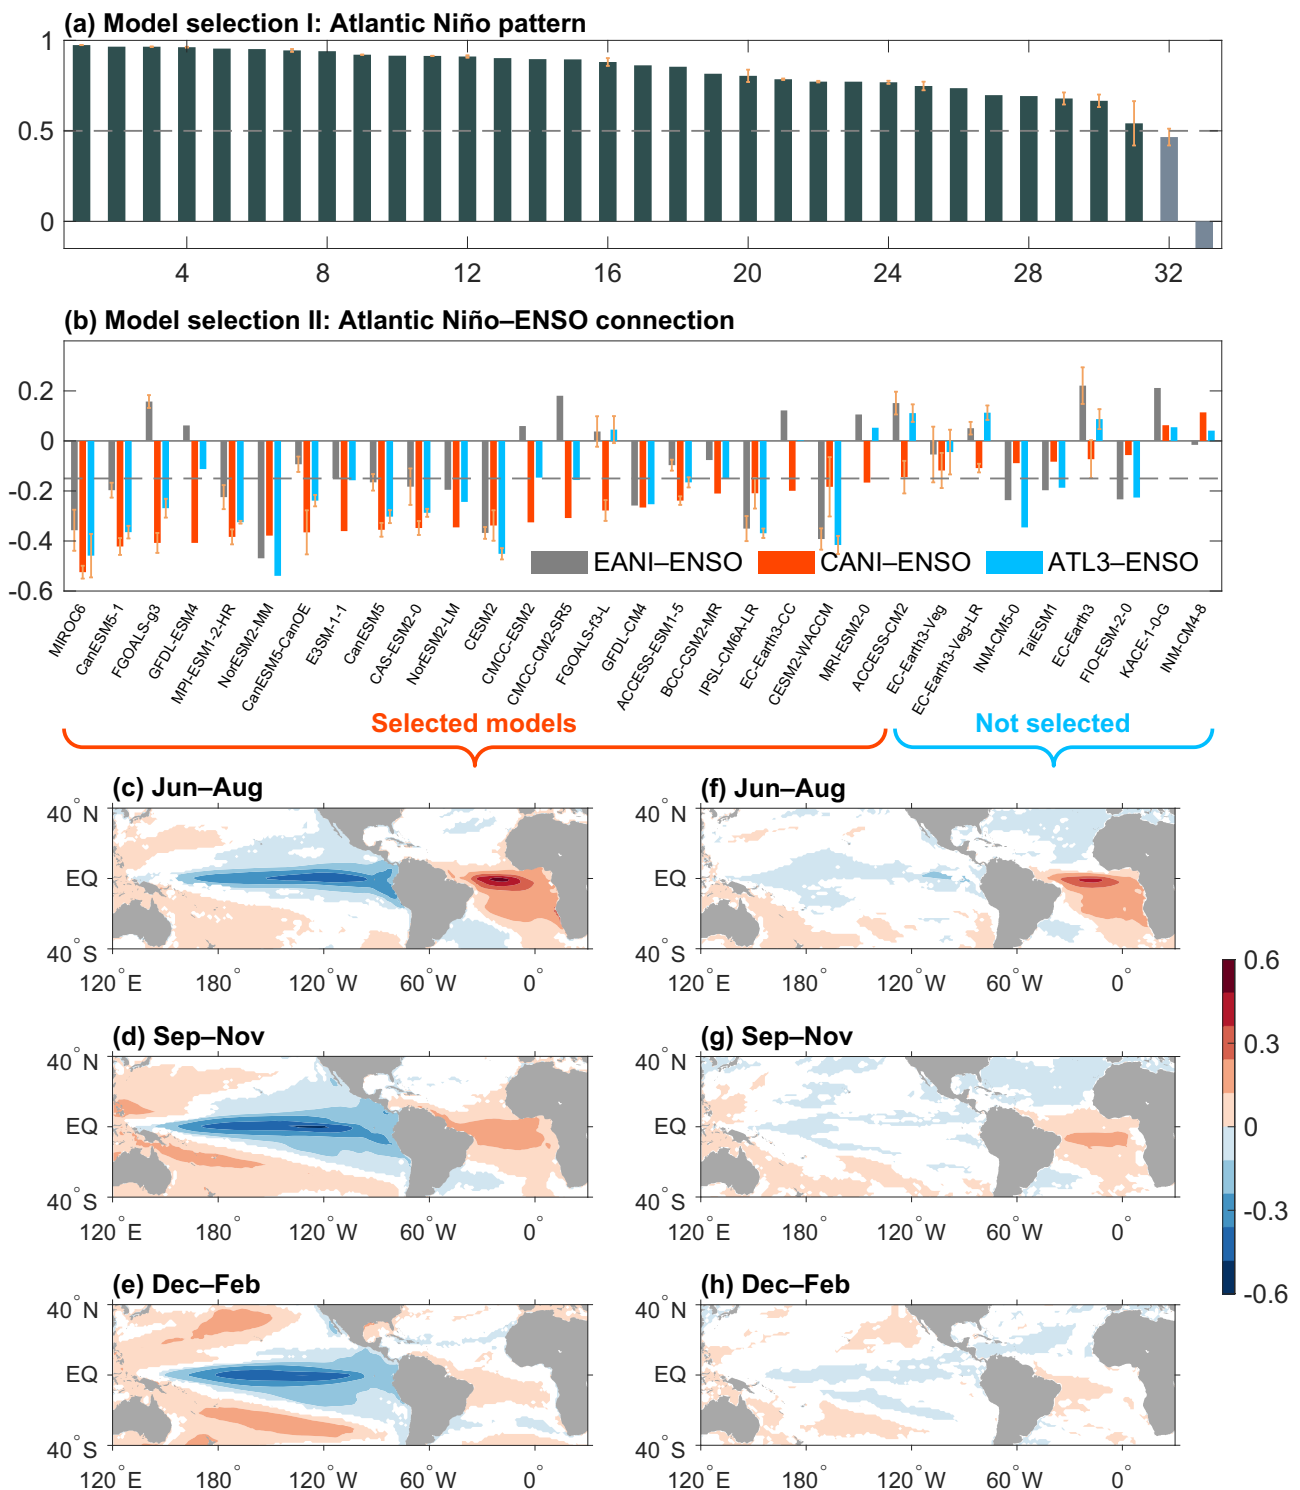 (a) Model selection I: Atlantic Niño pattern
1
0.5
0
4 8 12 16 20 24 28 32
(b) Model selection II: Atlantic Niño–ENSO connection
0.2
0
-0.2
-0.4
-0.6
EANI–ENSO CANI–ENSO ATL3–ENSO
MIROC6
CanESM5-1
FGOALS-g3
GFDL-ESM4
MPI-ESM1-2-HR
NorESM2-MM
CanESM5-CanOE
E3SM-1-1
CanESM5
CAS-ESM2-0
NorESM2-LM
CESM2
CMCC-ESM2
CMCC-CM2-SR5
FGOALS-f3-L
GFDL-CM4
ACCESS-ESM1-5
BCC-CSM2-MR
IPSL-CM6A-LR
EC-Earth3-CC
CESM2-WACCM
MRI-ESM2-0
ACCESS-CM2
EC-Earth3-Veg
EC-Earth3-Veg-LR
INM-CM5-0
TaiESM1
EC-Earth3
FIO-ESM-2-0
KACE-1-0-G
INM-CM4-8
Selected models Not selected
(c) Jun–Aug
40°N
EQ
40°S
120°E 180° 120°W 60°W 0°
(f) Jun–Aug
40°N
EQ
40°S
120°E 180° 120°W 60°W 0°
(d) Sep–Nov
40°N
EQ
40°S
120°E 180° 120°W 60°W 0°
(g) Sep–Nov
40°N
EQ
40°S
120°E 180° 120°W 60°W 0°
(e) Dec–Feb
40°N
EQ
40°S
120°E 180° 120°W 60°W 0°
(h) Dec–Feb
40°N
EQ
40°S
120°E 180° 120°W 60°W 0°
0.6
0.3
0
-0.3
-0.6